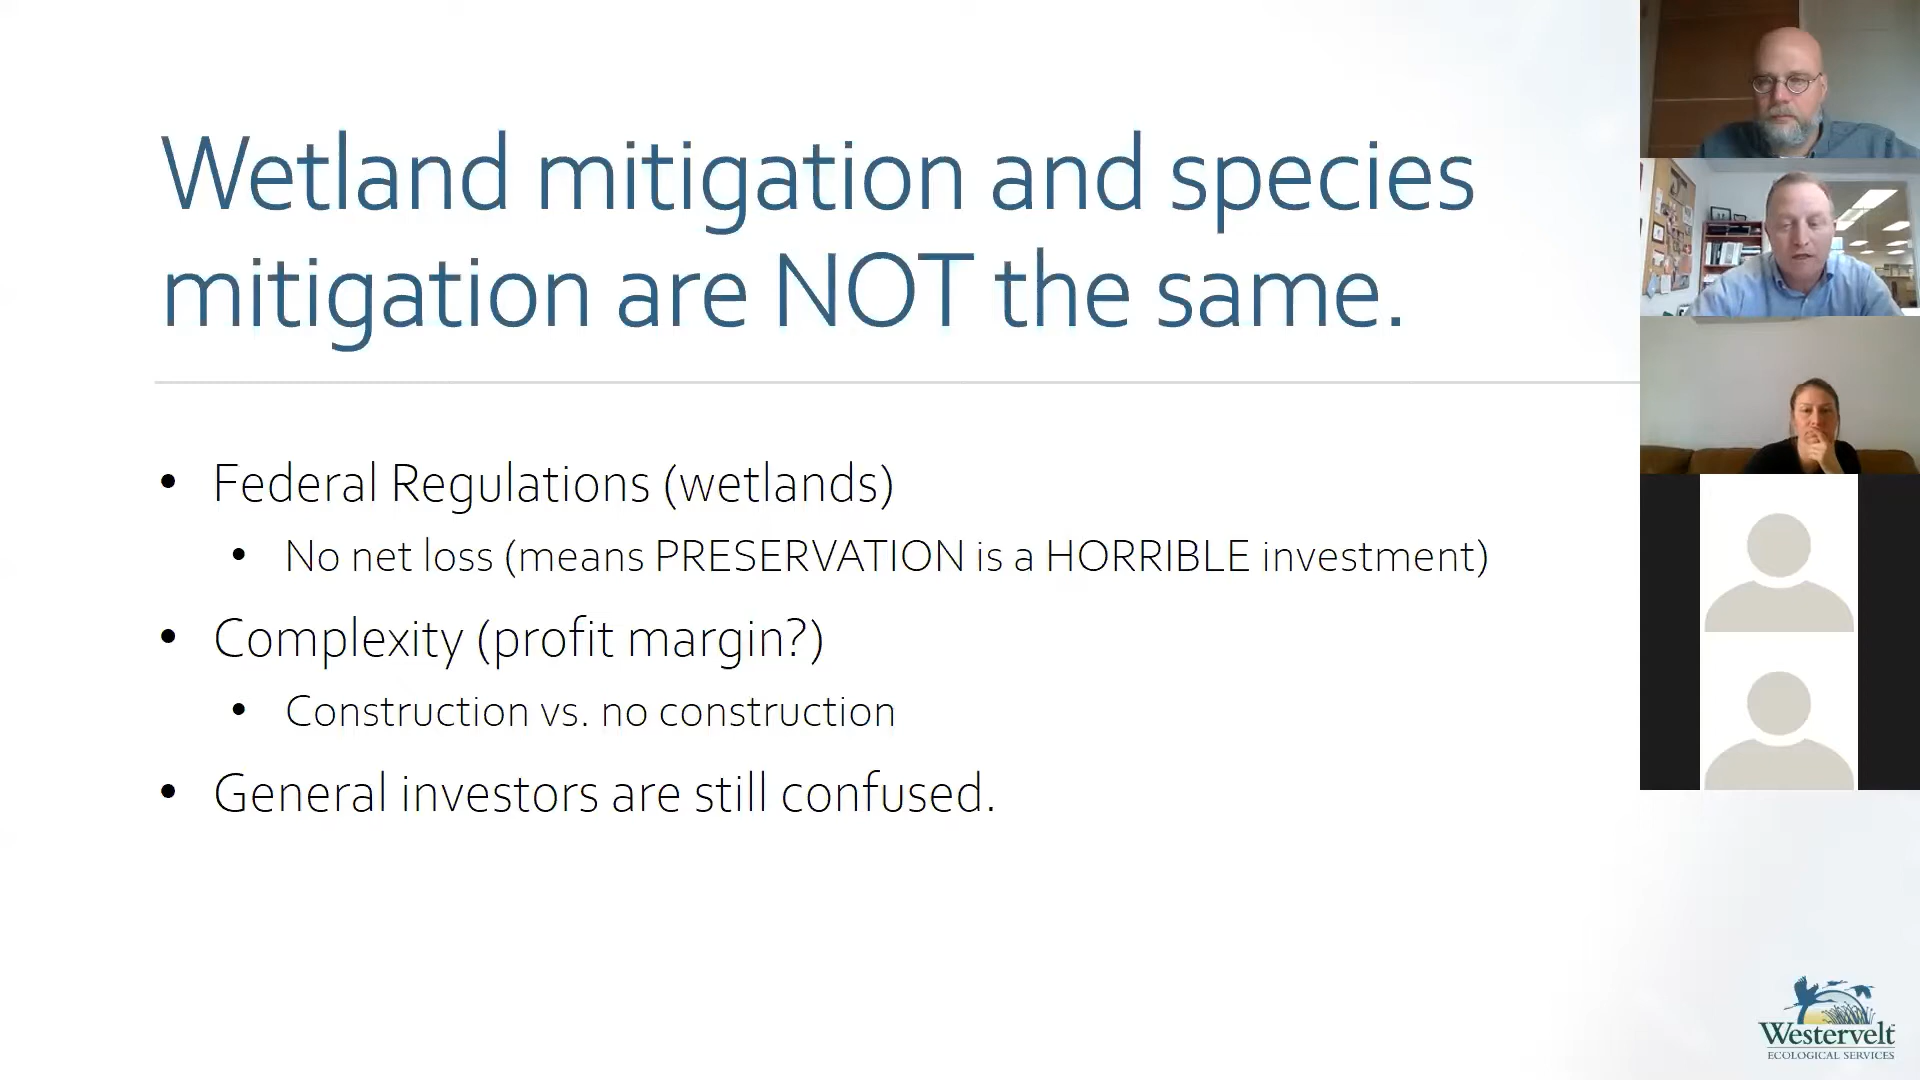 Wetland mitigation and species
mitigation are NOT the same.
• Federal Regulations (wetlands)
• No net loss (means PRESERVATION is a HORRIBLE investment)
• Complexity (profit margin?)
• Construction vs. no construction
• General investors are still confused.
Westervelt
ECOLOGICAL SERVICES